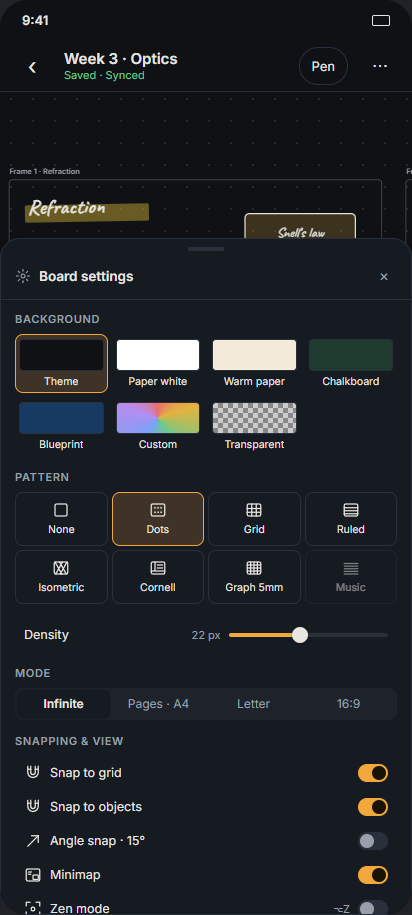 9:41
Week 3 · Optics
Saved · Synced
Pen
Frame 1 · Refraction
Refraction
Snell's law
Board settings
BACKGROUND
Theme
Paper white
Warm paper
Chalkboard
Blueprint
Custom
Transparent
PATTERN
None
Dots
Grid
Ruled
Isometric
Cornell
Graph 5mm
Music
Density
22 px
MODE
Infinite
Pages · A4
Letter
16:9
SNAPPING & VIEW
Snap to grid
Snap to objects
Angle snap · 15°
Minimap
Zen mode
⌥Z